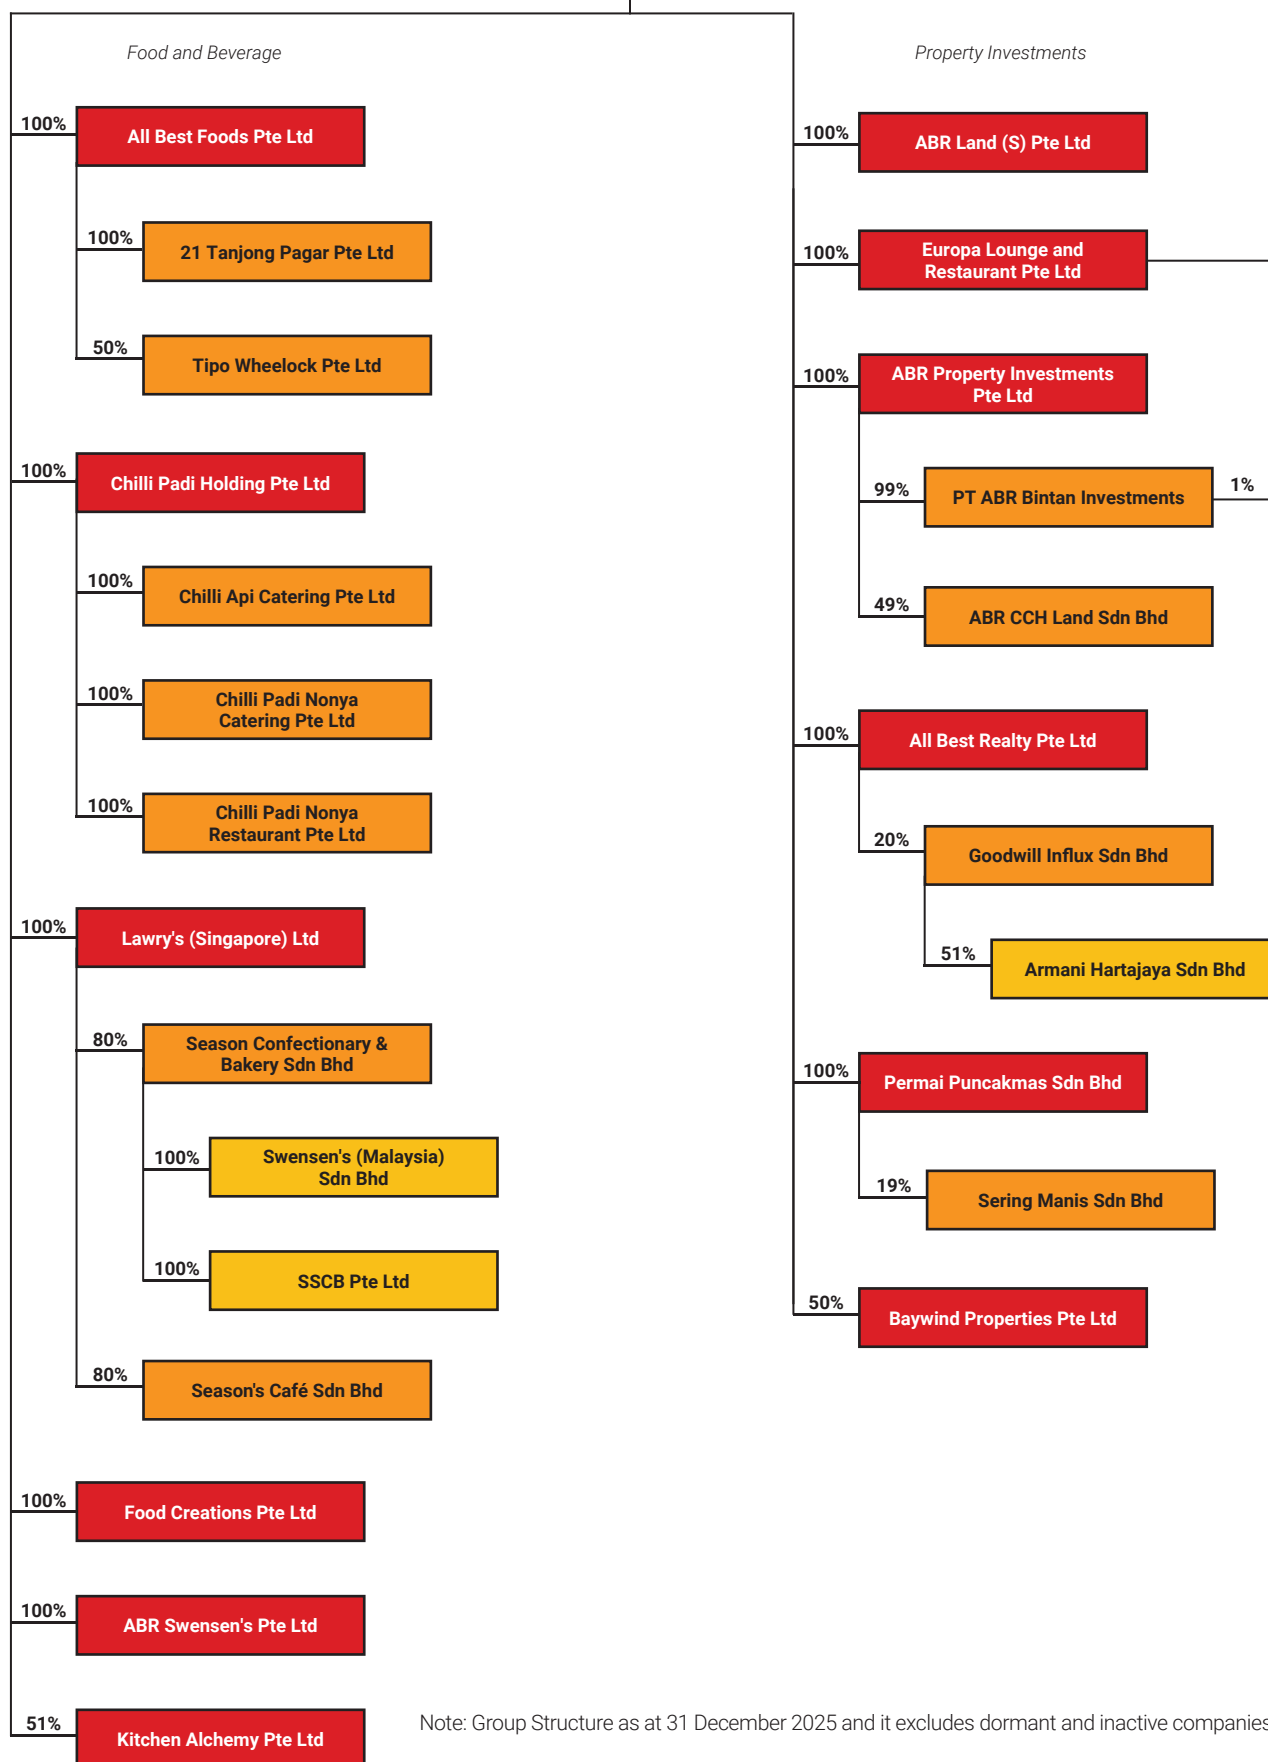 Food and Beverage
100%
All Best Foods Pte Ltd
100%
21 Tanjong Pagar Pte Ltd
50%
Tipo Wheelock Pte Ltd
100%
Chilli Padi Holding Pte Ltd
100%
Chilli Api Catering Pte Ltd
100%
Chilli Padi Nonya
Catering Pte Ltd
100%
Chilli Padi Nonya
Restaurant Pte Ltd
100%
Lawry's (Singapore) Ltd
80%
Season Confectionary &
Bakery Sdn Bhd
100%
Swensen's (Malaysia)
Sdn Bhd
100%
SSCB Pte Ltd
80%
Season's Café Sdn Bhd
100%
Food Creations Pte Ltd
100%
ABR Swensen's Pte Ltd
51%
Kitchen Alchemy Pte Ltd
Property Investments
100%
ABR Land (S) Pte Ltd
100%
Europa Lounge and
Restaurant Pte Ltd
100%
ABR Property Investments
Pte Ltd
99%
PT ABR Bintan Investments
1%
49%
ABR CCH Land Sdn Bhd
100%
All Best Realty Pte Ltd
20%
Goodwill Influx Sdn Bhd
51%
Armani Hartajaya Sdn Bhd
100%
Permai Puncakmas Sdn Bhd
19%
Sering Manis Sdn Bhd
50%
Baywind Properties Pte Ltd
Note: Group Structure as at 31 December 2025 and it excludes dormant and inactive companies